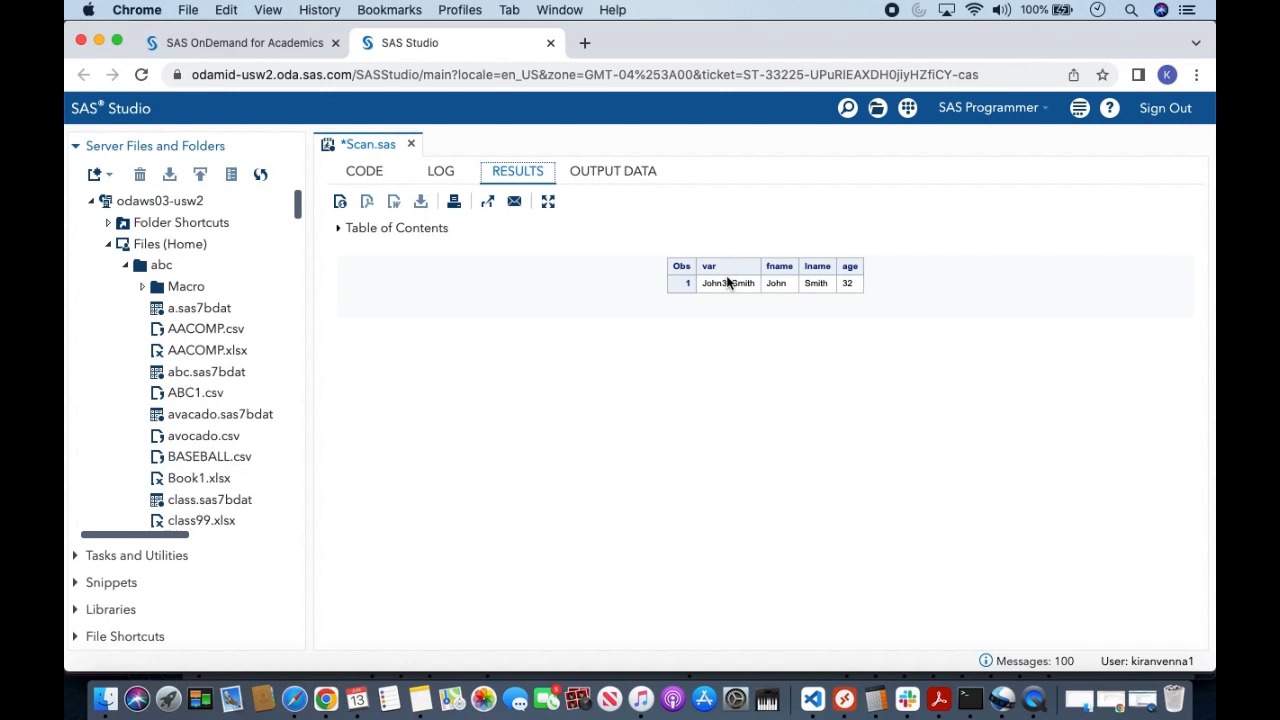 Chrome File Edit View History Bookmarks Profiles Tab Window Help 100%
SAS OnDemand for Academics SAS Studio
odamid-usw2.oda.sas.com/SASStudio/main?locale=en_US&zone=GMT-04%253A00&ticket=ST-33225-UPuRlEAXDH0jiyHZfiCY-cas K
SAS® Studio SAS Programmer Sign Out
Server Files and Folders *Scan.sas
CODE LOG RESULTS OUTPUT DATA
odaws03-usw2
Folder Shortcuts Table of Contents
Files (Home)
abc Obs var fname lname age
Macro 1 Smith John Smith 32
a.sas7bdat
AACOMP.csv
AACOMP.xlsx
abc.sas7bdat
ABC1.csv
avacado.sas7bdat
avocado.csv
BASEBALL.csv
Book1.xlsx
class.sas7bdat
class99.xlsx
Tasks and Utilities
Snippets
Libraries
File Shortcuts
Messages: 100 User: kiranvenna1
13